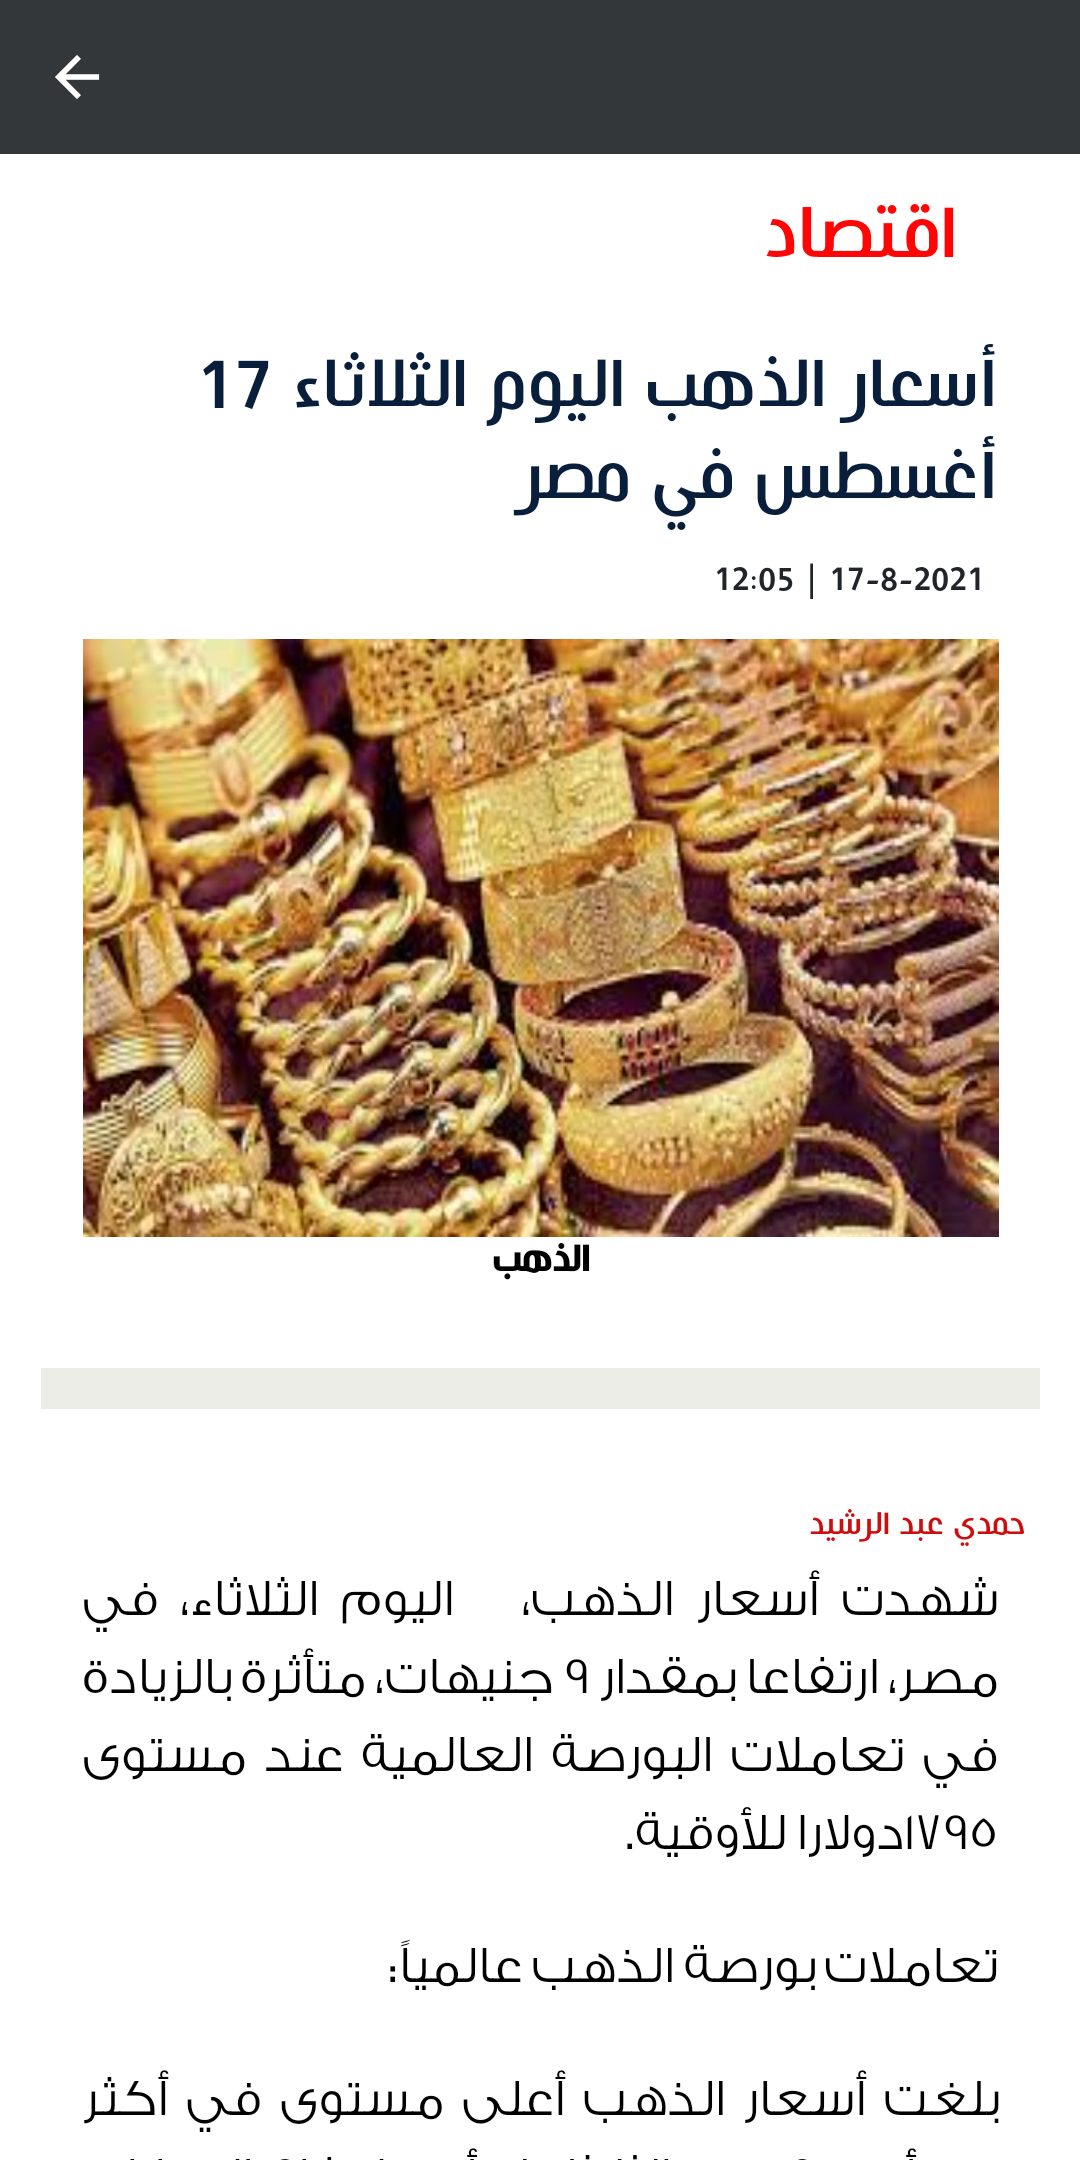 اقتصاد
أسعار الذهب اليوم الثلاثاء 17
أغسطس في مصر
17-8-2021 | 12:05
الذهب
حمدي عبد الرشيد
شهدت أسعار الذهب، اليوم الثلاثاء، في
مصر، ارتفاعا بمقدار ٩ جنيهات، متأثرة بالزيادة
في تعاملات البورصة العالمية عند مستوى
١٧٩٥دولارا للأوقية.
تعاملات بورصة الذهب عالمياً:
بلغت أسعار الذهب أعلى مستوى في أكثر